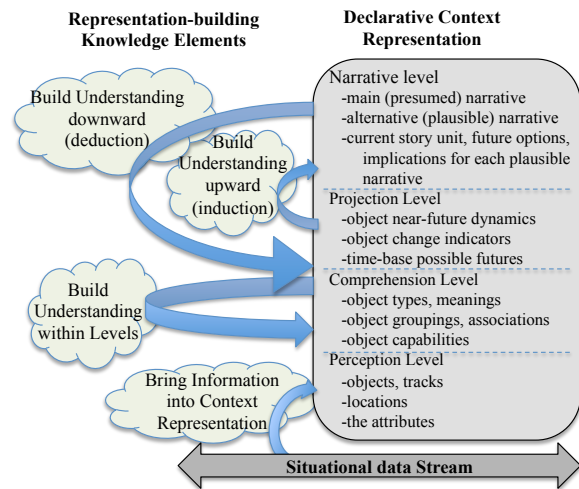 Representation-building
Knowledge Elements
Declarative Context
Representation
Build Understanding
downward
(deduction)
Build
Understanding
upward
(induction)
Build
Understanding
within Levels
Bring Information
into Context
Representation
Narrative level
-main (presumed) narrative
-alternative (plausible) narrative
-current story unit, future options,
implications for each plausible
narrative
Projection Level
-object near-future dynamics
-object change indicators
-time-base possible futures
Comprehension Level
-object types, meanings
-object groupings, associations
-object capabilities
Perception Level
-objects, tracks
-locations
-the attributes
Situational data Stream